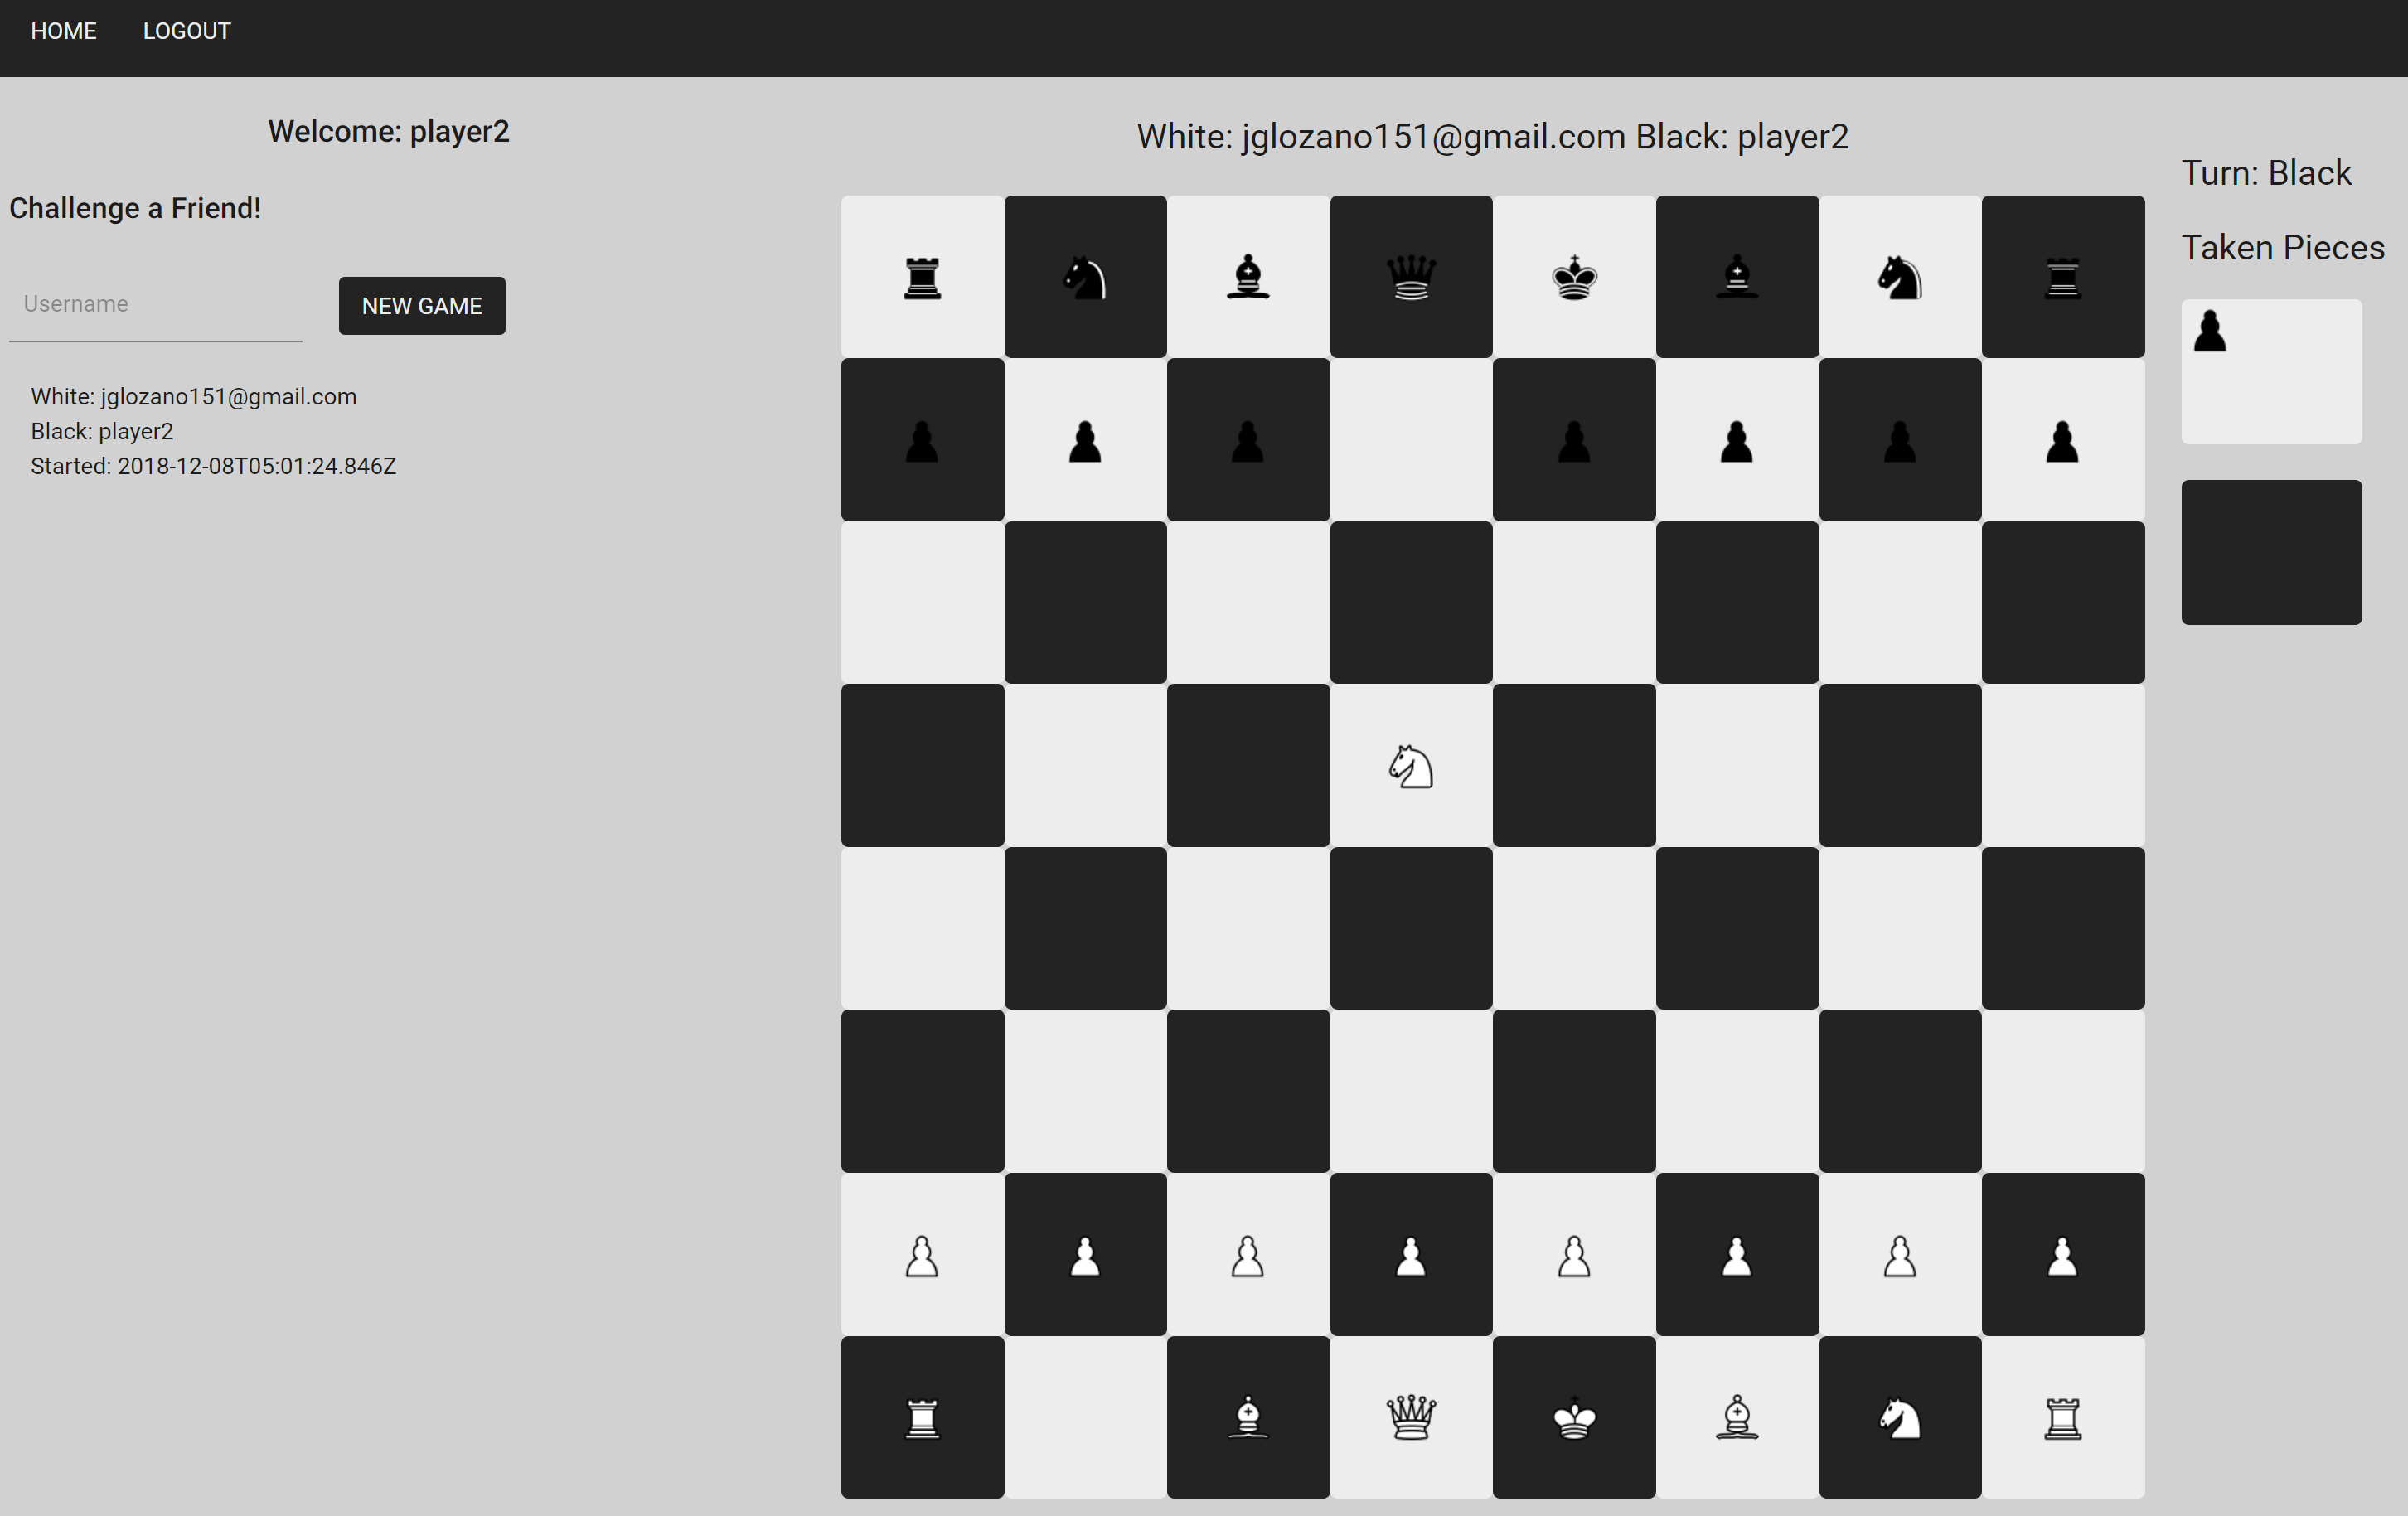 HOME LOGOUT
Welcome: player2
Challenge a Friend!
Username
NEW GAME
White: jglozano151@gmail.com
Black: player2
Started: 2018-12-08T05:01:24.846Z
White: jglozano151@gmail.com Black: player2
Turn: Black
Taken Pieces